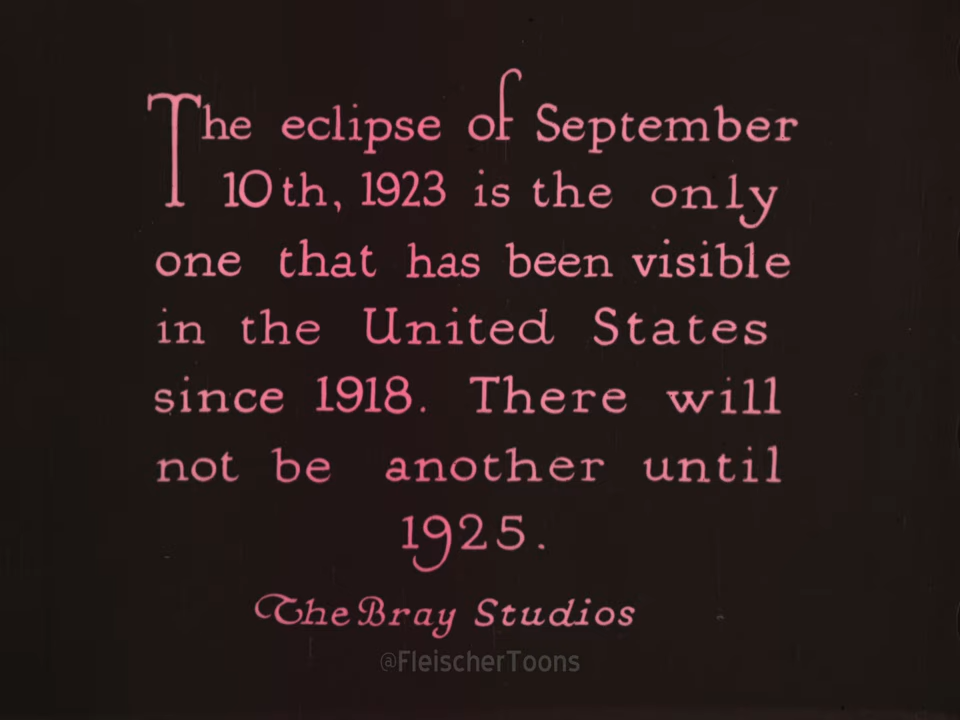 The eclipse of September
10th, 1923 is the only
one that has been visible
in the United States
since 1918. There will
not be another until
1925.
The Bray Studios
@FleischerToons